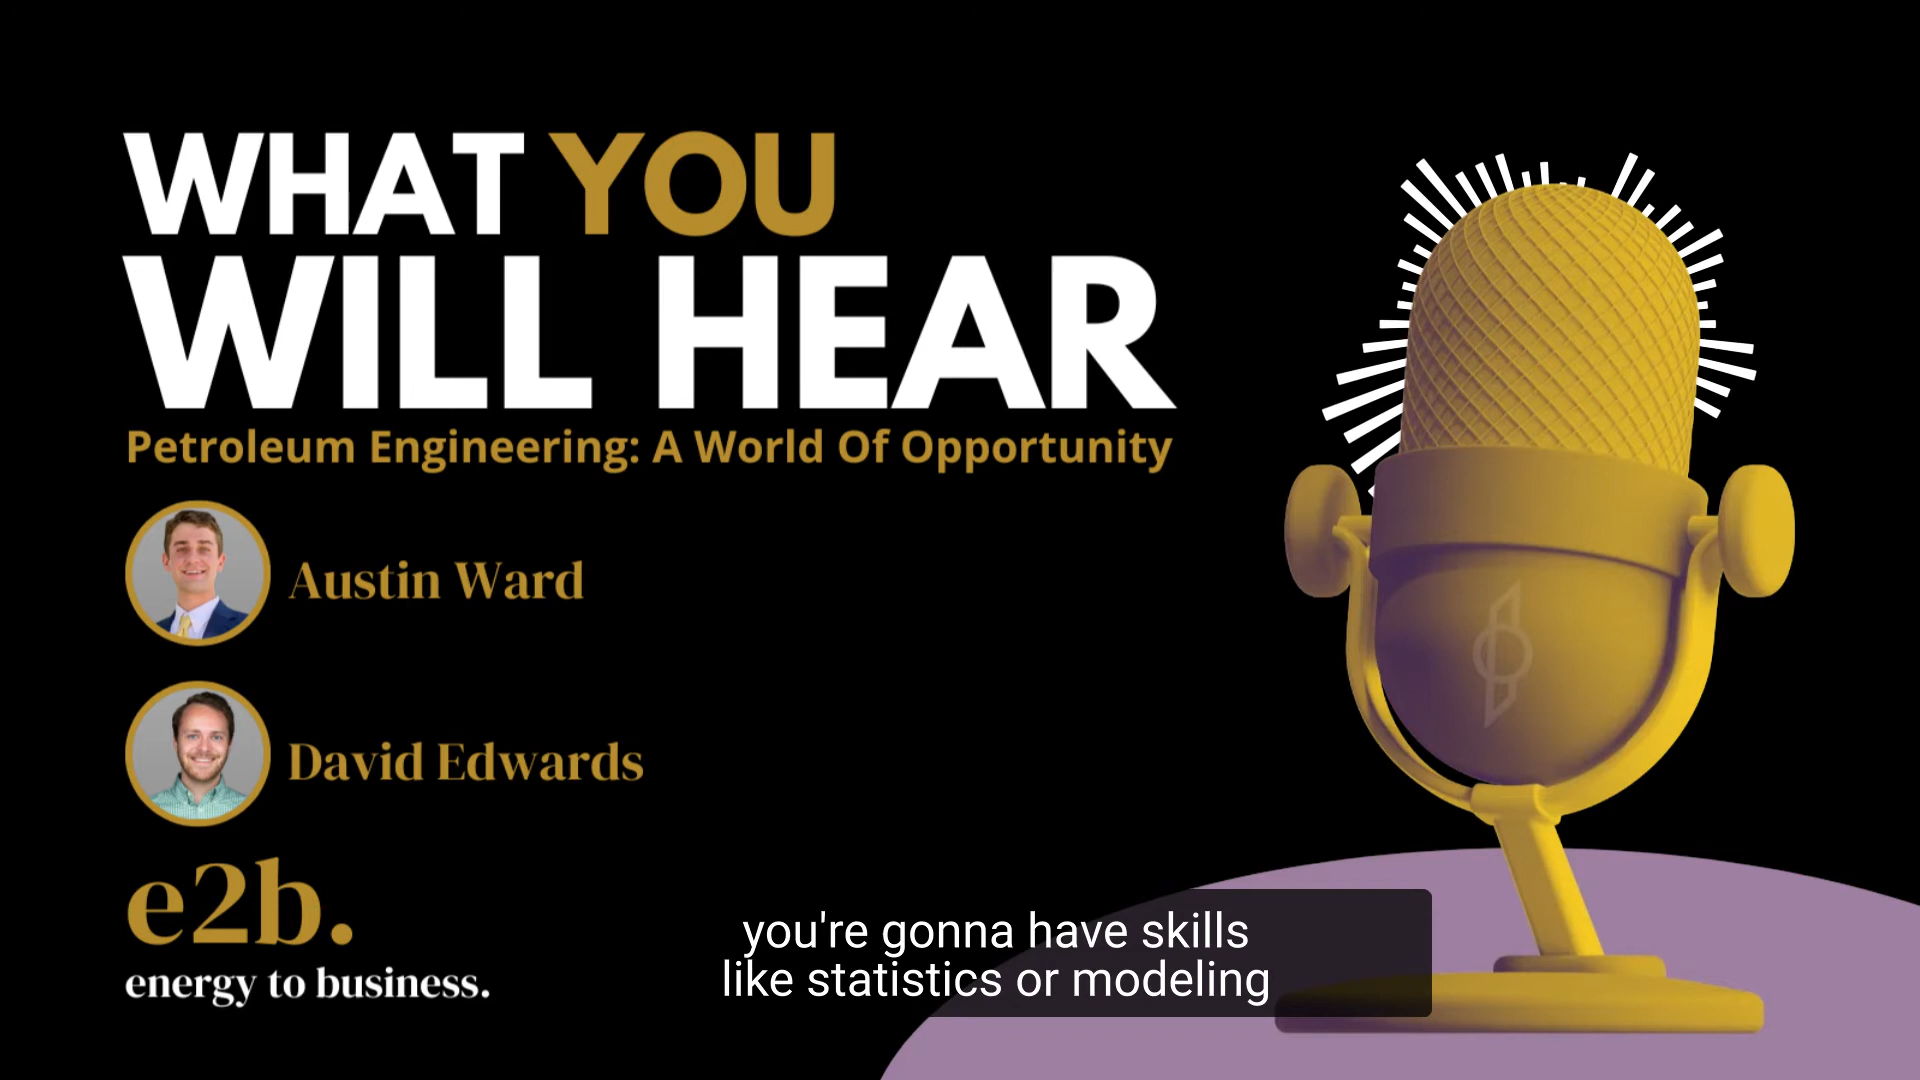 WHAT YOU
WILL HEAR
Petroleum Engineering: A World Of Opportunity
Austin Ward
David Edwards
e2b.
energy to business.
you're gonna have skills
like statistics or modeling